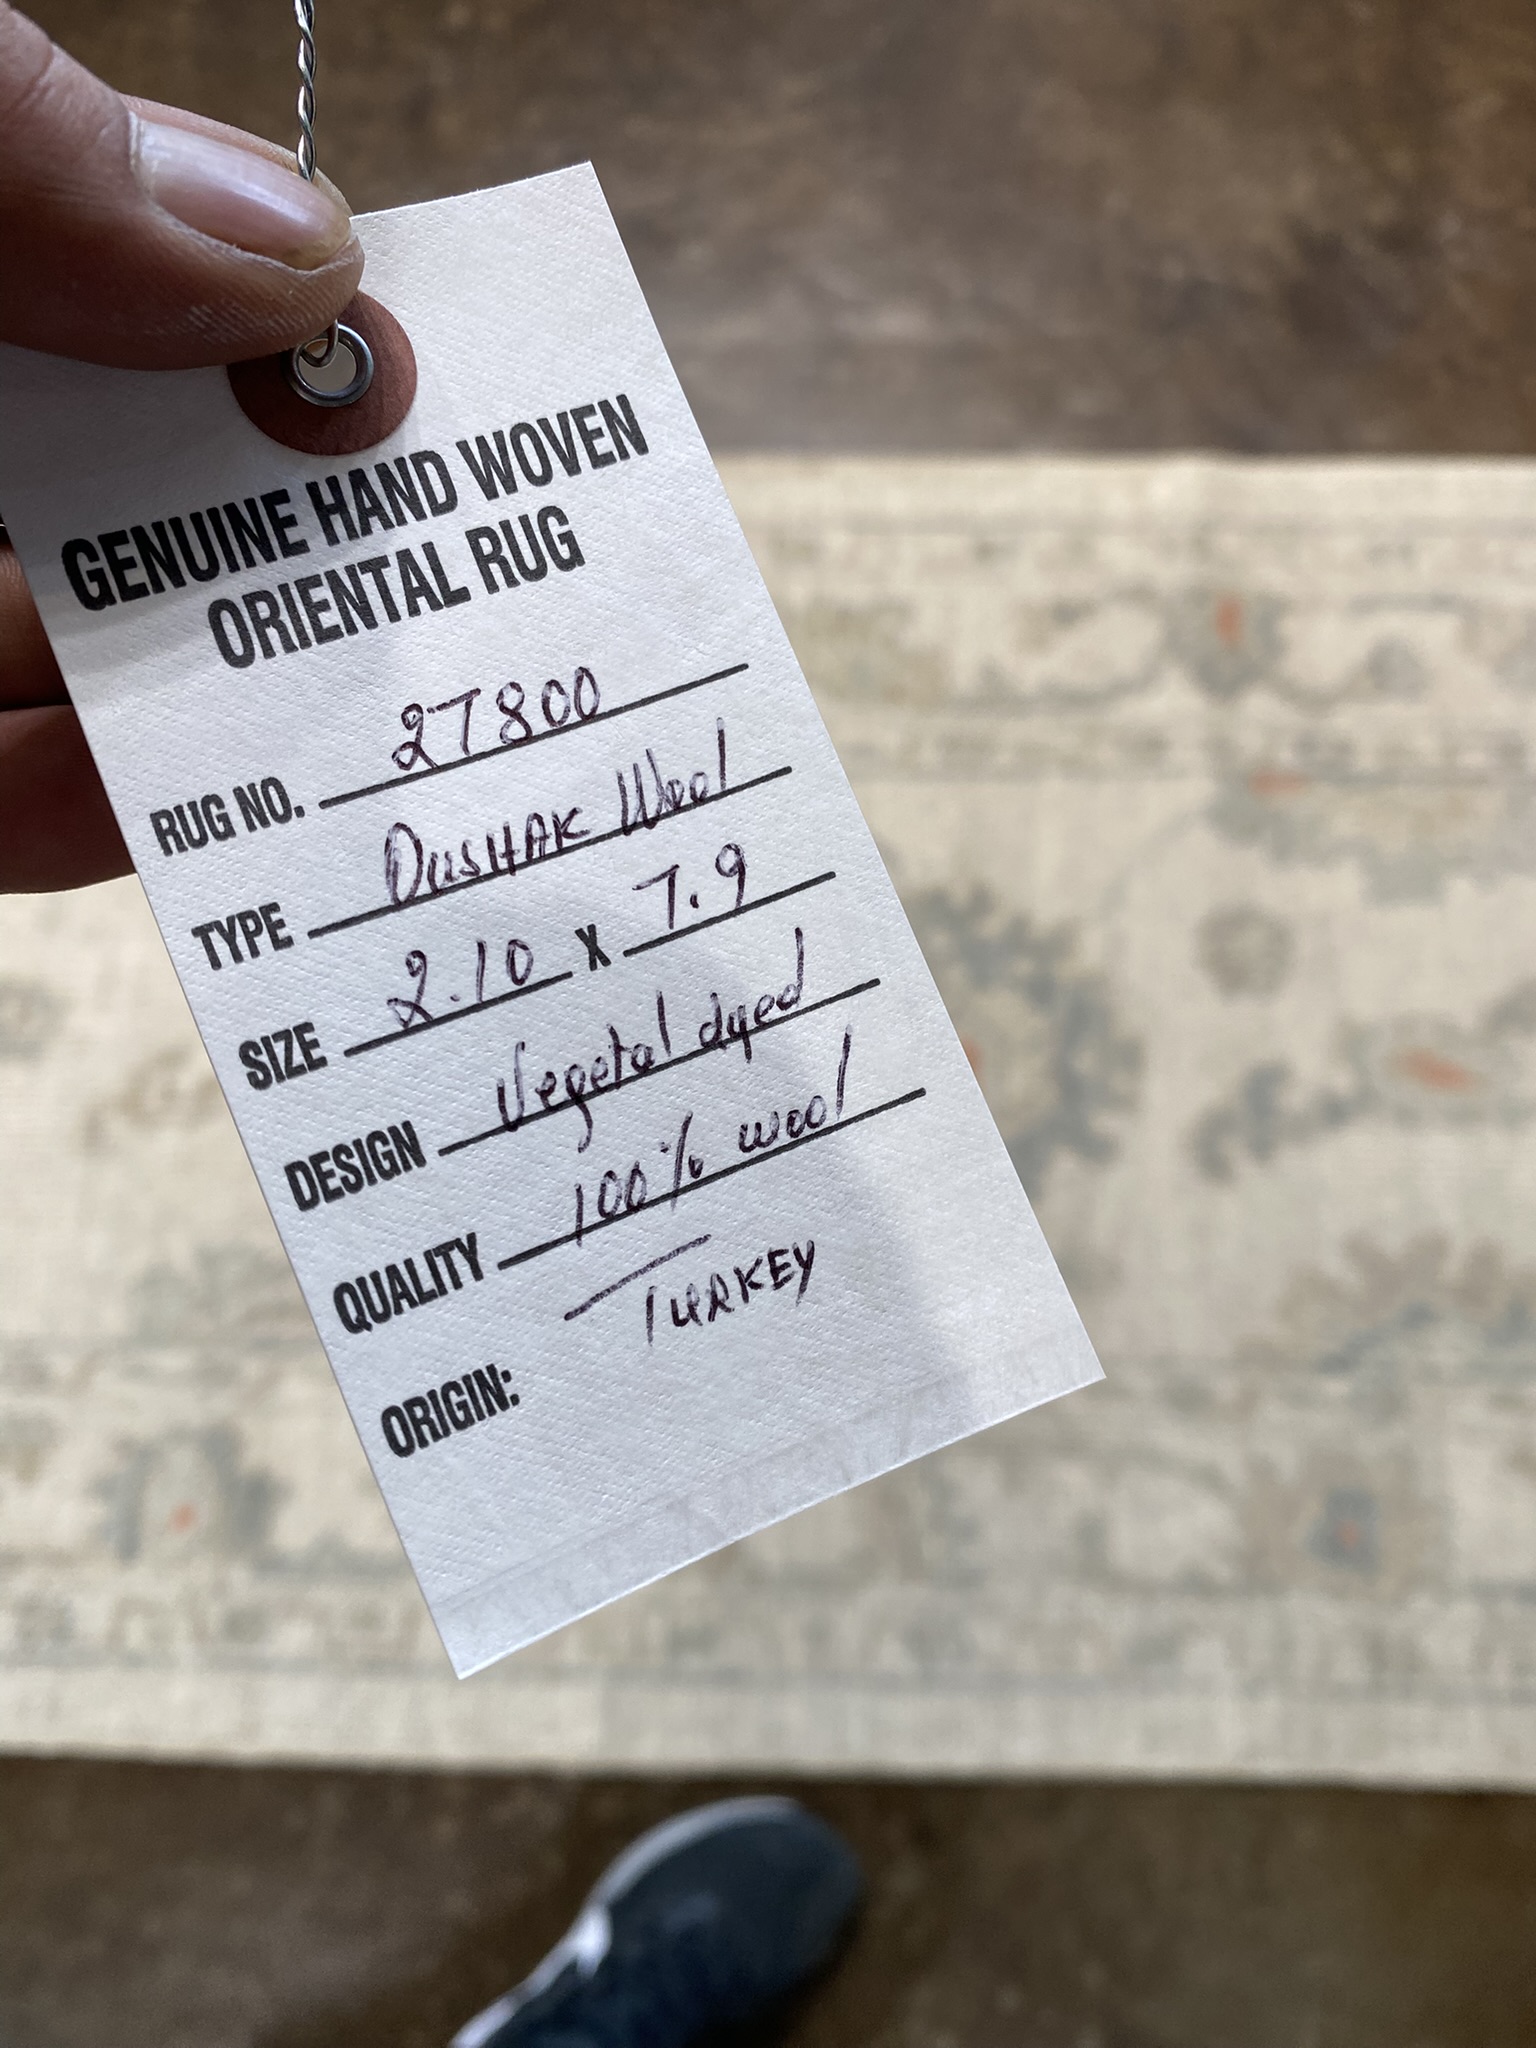 GENUINE HAND WOVEN
ORIENTAL RUG
RUG NO. 27800
TYPE OUSHAK Wool
SIZE 2.10 X 7.9
DESIGN Vegetal dyed
QUALITY 100% wool
ORIGIN: TURKEY